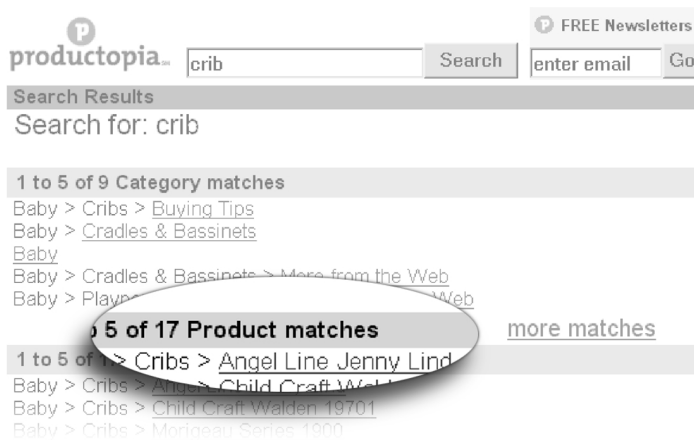 FREE Newsletters
productopia
crib
Search
enter email
Go
Search Results
Search for: crib
1 to 5 of 9 Category matches
Baby > Cribs > Buying Tips
Baby > Cradles & Bassinets
Baby
Baby > Cradles & Bassinets > More from the Web
Baby > Web
5 of 17 Product matches
more matches
1 to 5 of
> Cribs > Angel Line Jenny Lind
Baby > Cribs >
> Child Craft
Baby > Cribs > Child Craft Walden 19701
Baby > Cribs > Morigeau Series 1900